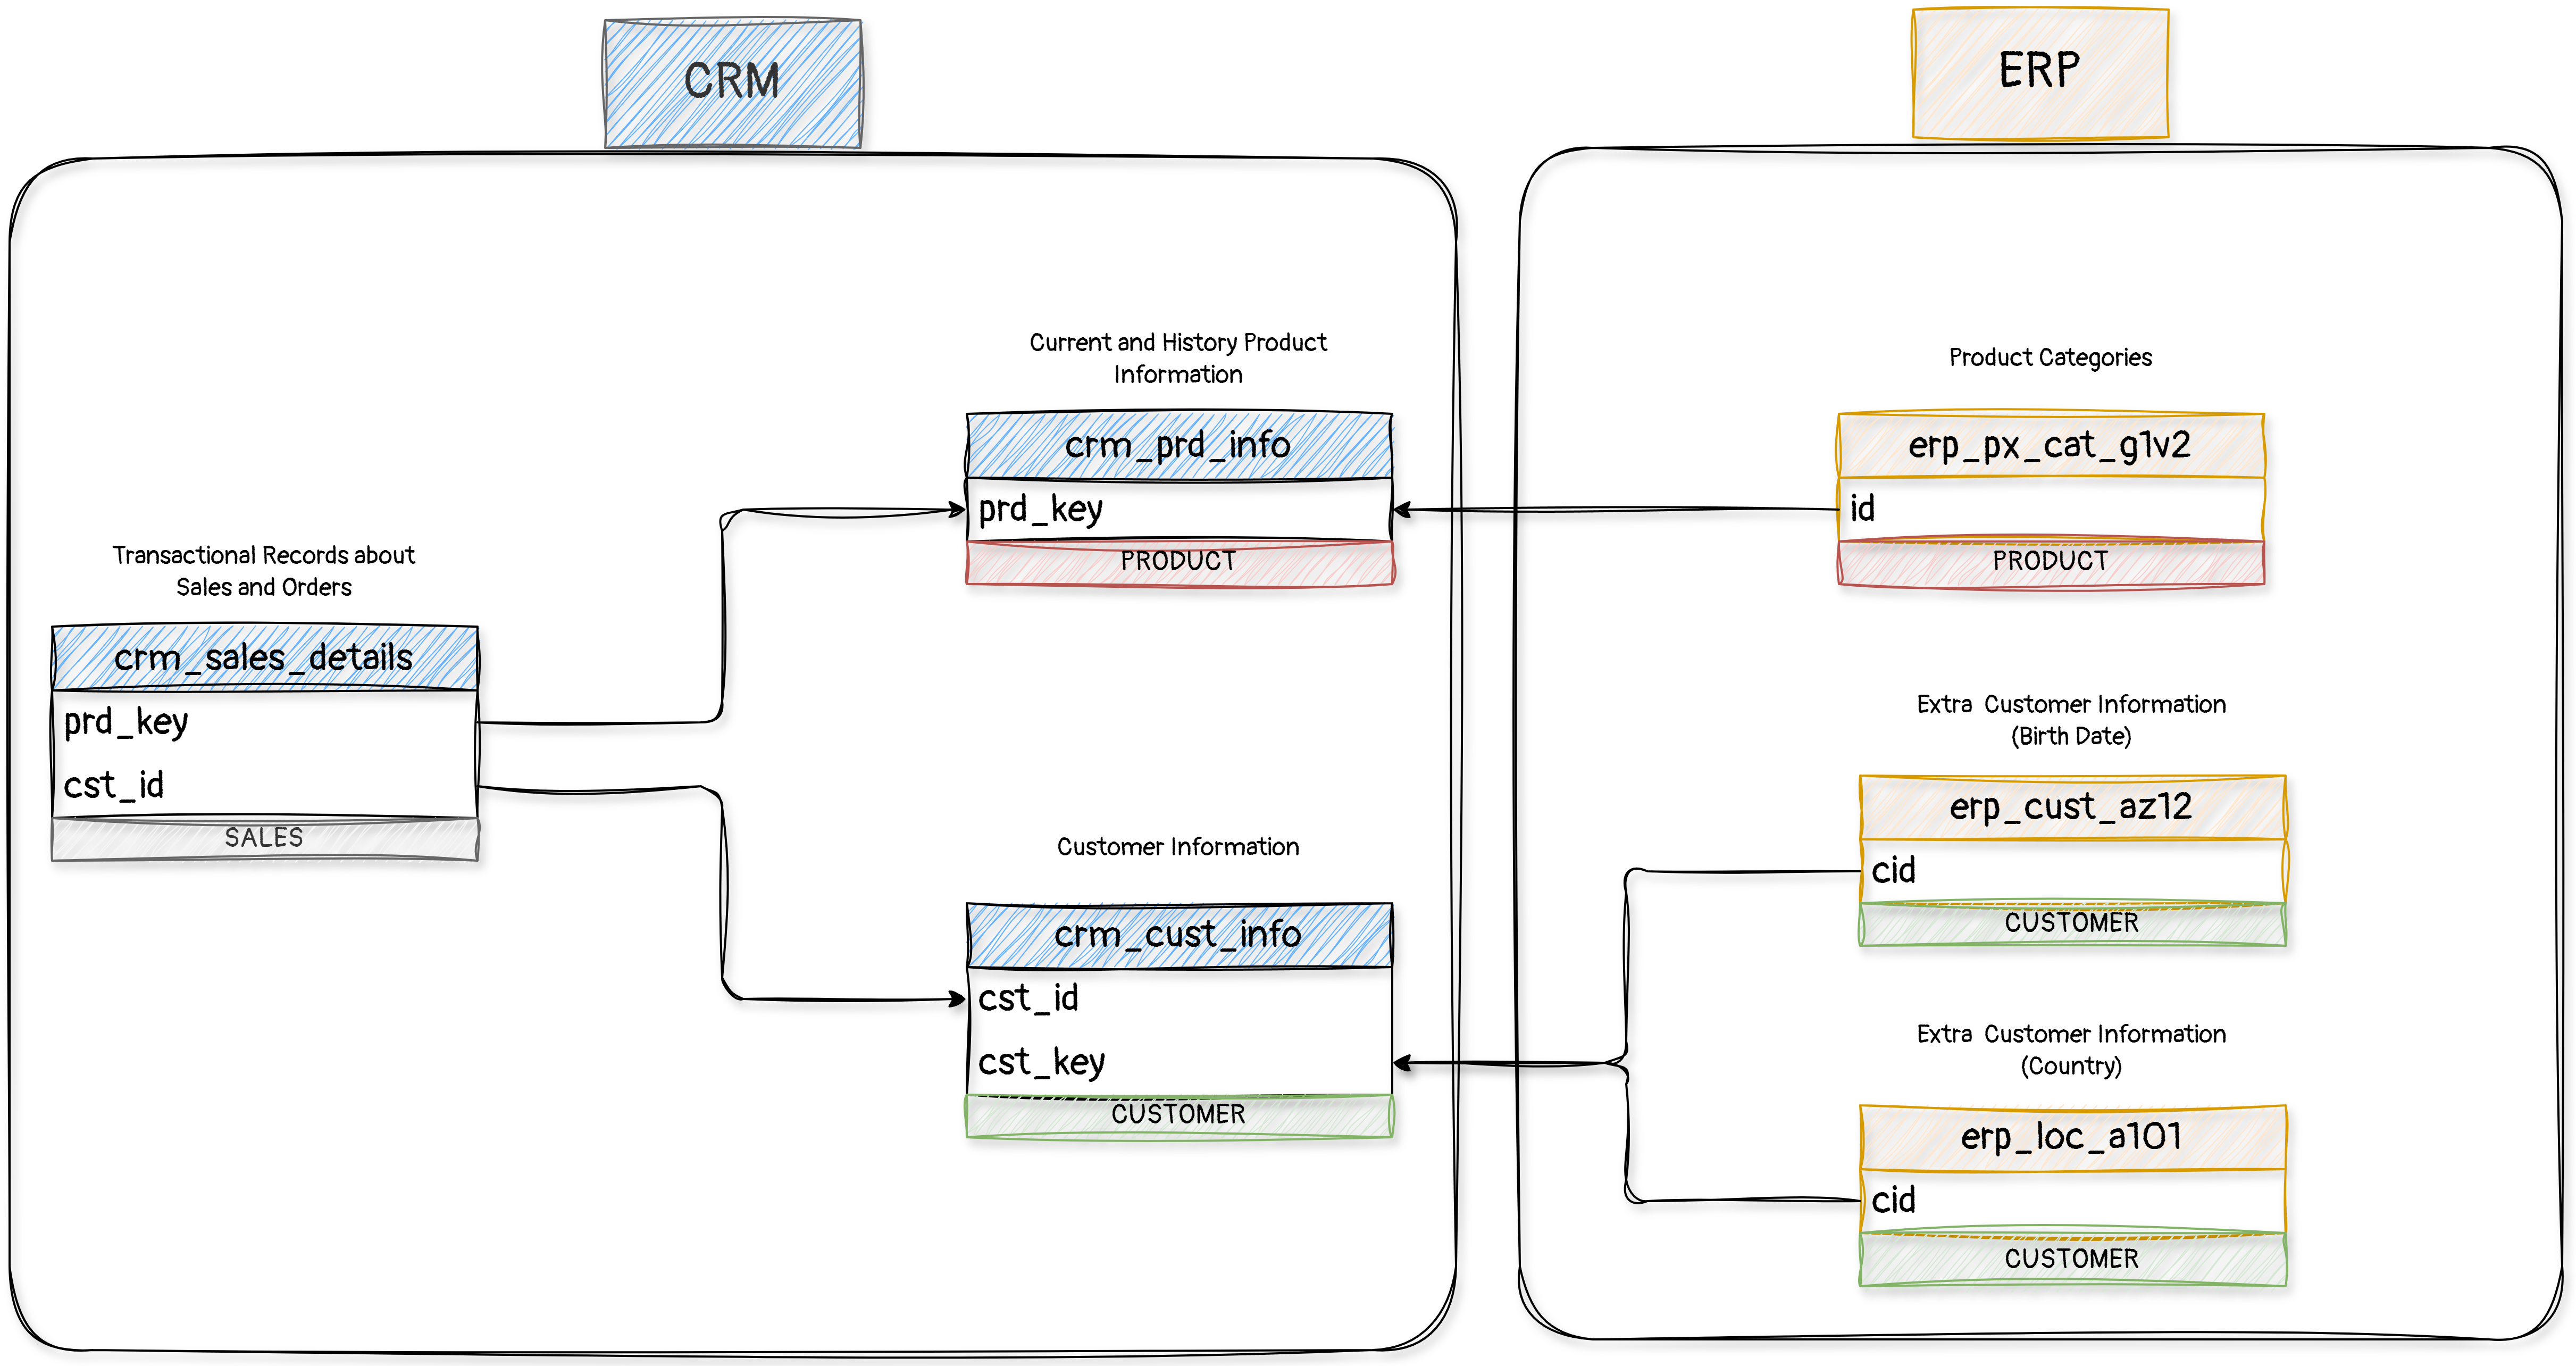 CRM
Transactional Records about
Sales and Orders
crm_sales_details
prd_key
cst_id
SALES
Current and History Product
Information
crm_prd_info
prd_key
PRODUCT
Customer Information
crm_cust_info
cst_id
cst_key
CUSTOMER
ERP
Product Categories
erp_px_cat_g1v2
id
PRODUCT
Extra Customer Information
(Birth Date)
erp_cust_az12
cid
CUSTOMER
Extra Customer Information
(Country)
erp_loc_a101
cid
CUSTOMER